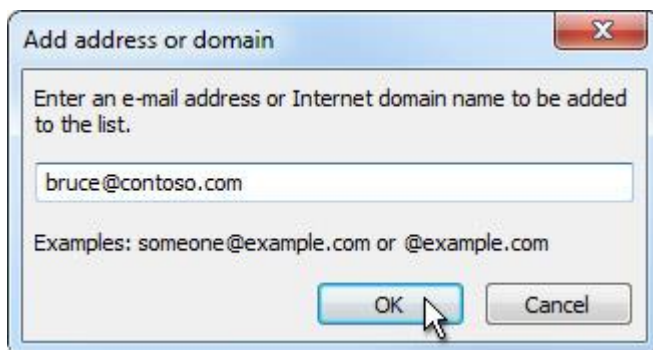 Add address or domain
Enter an e-mail address or Internet domain name to be added
to the list.
bruce@contoso.com
Examples: someone@example.com or @example.com
OK
Cancel